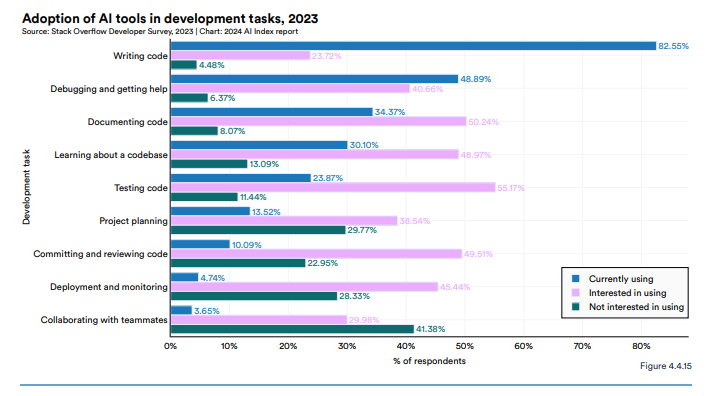 Adoption of AI tools in development tasks, 2023
Source: Stack Overflow Developer Survey, 2023 | Chart: 2024 AI Index report
Development task
Writing code
82.55%
23.72%
4.48%
Debugging and getting help
48.89%
40.66%
6.37%
Documenting code
34.37%
50.24%
8.07%
Learning about a codebase
30.10%
48.97%
13.09%
Testing code
23.87%
55.17%
11.44%
Project planning
13.52%
38.54%
29.77%
Committing and reviewing code
10.09%
49.51%
22.95%
Deployment and monitoring
4.74%
45.44%
28.33%
Collaborating with teammates
3.65%
29.98%
41.38%
Currently using
Interested in using
Not interested in using
0% 10% 20% 30% 40% 50% 60% 70% 80%
% of respondents
Figure 4.4.15